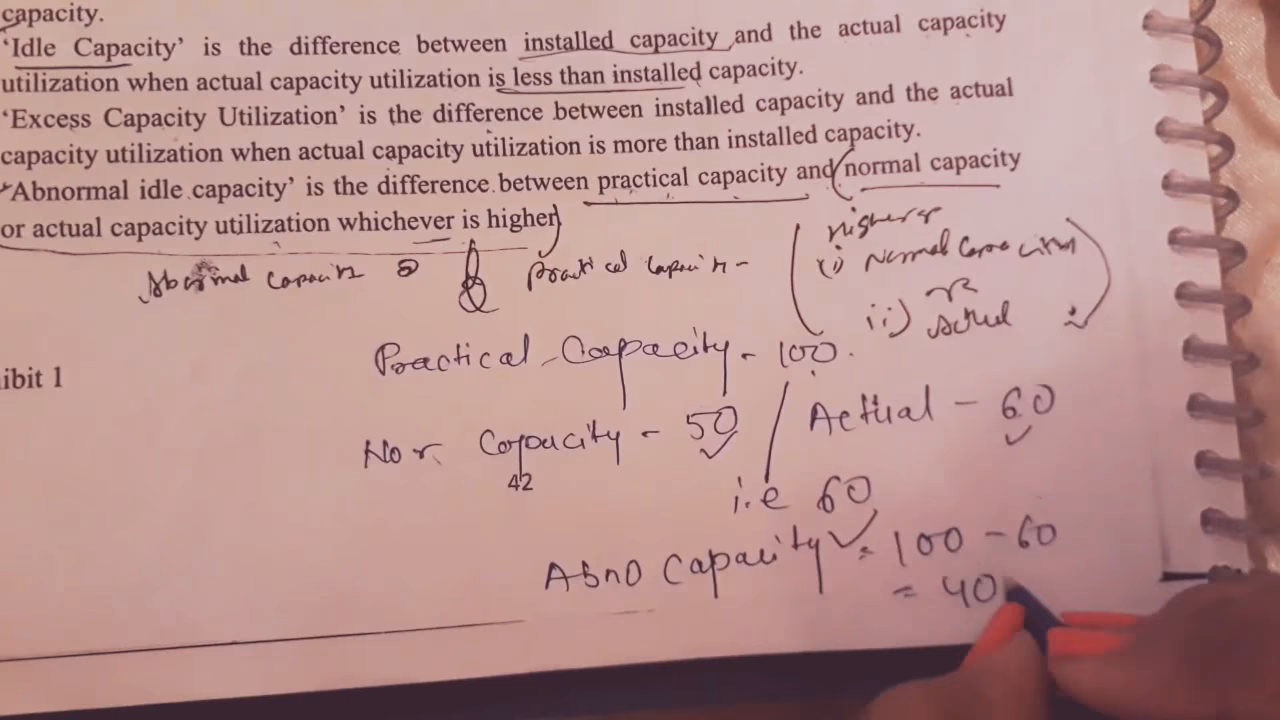 capacity.
‘Idle Capacity’ is the difference between installed capacity and the actual capacity
utilization when actual capacity utilization is less than installed capacity.
‘Excess Capacity Utilization’ is the difference between installed capacity and the actual
capacity utilization when actual capacity utilization is more than installed capacity.
‘Abnormal idle capacity’ is the difference between practical capacity and (normal capacity
or actual capacity utilization whichever is higher)
Abnormal Capacity = Practical Capacity - ( Higher of
(i) Normal Capacity
or
ii) Actual )
Practical Capacity - 100.
ibit 1
Nor. Capacity - 50 / Actual - 60
42
i.e 60
Abno Capacity = 100 - 60
= 40